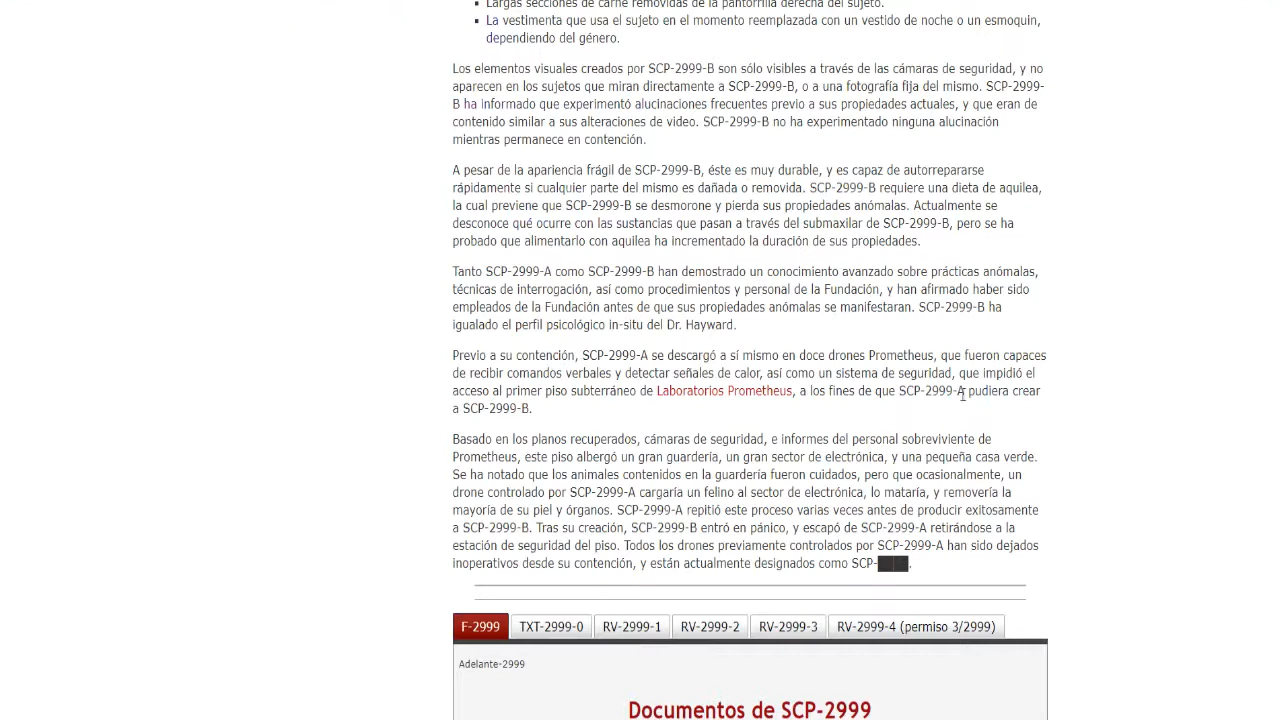 Largas secciones de carne removidas de la pantorrilla derecha del sujeto.
La vestimenta que usa el sujeto en el momento reemplazada con un vestido de noche o un esmoquin,
dependiendo del género.
Los elementos visuales creados por SCP-2999-B son sólo visibles a través de las cámaras de seguridad, y no
aparecen en los sujetos que miran directamente a SCP-2999-B, o a una fotografía fija del mismo. SCP-2999-
B ha informado que experimentó alucinaciones frecuentes previo a sus propiedades actuales, y que eran de
contenido similar a sus alteraciones de video. SCP-2999-B no ha experimentado ninguna alucinación
mientras permanece en contención.
A pesar de la apariencia frágil de SCP-2999-B, éste es muy durable, y es capaz de autorrepararse
rápidamente si cualquier parte del mismo es dañada o removida. SCP-2999-B requiere una dieta de aquilea,
la cual previene que SCP-2999-B se desmorone y pierda sus propiedades anómalas. Actualmente se
desconoce qué ocurre con las sustancias que pasan a través del submaxilar de SCP-2999-B, pero se ha
probado que alimentarlo con aquilea ha incrementado la duración de sus propiedades.
Tanto SCP-2999-A como SCP-2999-B han demostrado un conocimiento avanzado sobre prácticas anómalas,
técnicas de interrogación, así como procedimientos y personal de la Fundación, y han afirmado haber sido
empleados de la Fundación antes de que sus propiedades anómalas se manifestaran. SCP-2999-B ha
igualado el perfil psicológico in-situ del Dr. Hayward.
Previo a su contención, SCP-2999-A se descargó a sí mismo en doce drones Prometheus, que fueron capaces
de recibir comandos verbales y detectar señales de calor, así como un sistema de seguridad, que impidió el
acceso al primer piso subterráneo de Laboratorios Prometheus, a los fines de que SCP-2999-A pudiera crear
a SCP-2999-B.
Basado en los planos recuperados, cámaras de seguridad, e informes del personal sobreviviente de
Prometheus, este piso albergó un gran guardería, un gran sector de electrónica, y una pequeña casa verde.
Se ha notado que los animales contenidos en la guardería fueron cuidados, pero que ocasionalmente, un
drone controlado por SCP-2999-A cargaría un felino al sector de electrónica, lo mataría, y removería la
mayoría de su piel y órganos. SCP-2999-A repitió este proceso varias veces antes de producir exitosamente
a SCP-2999-B. Tras su creación, SCP-2999-B entró en pánico, y escapó de SCP-2999-A retirándose a la
estación de seguridad del piso. Todos los drones previamente controlados por SCP-2999-A han sido dejados
inoperativos desde su contención, y están actualmente designados como SCP-████.
F-2999 TXT-2999-0 RV-2999-1 RV-2999-2 RV-2999-3 RV-2999-4 (permiso 3/2999)
Adelante-2999
Documentos de SCP-2999